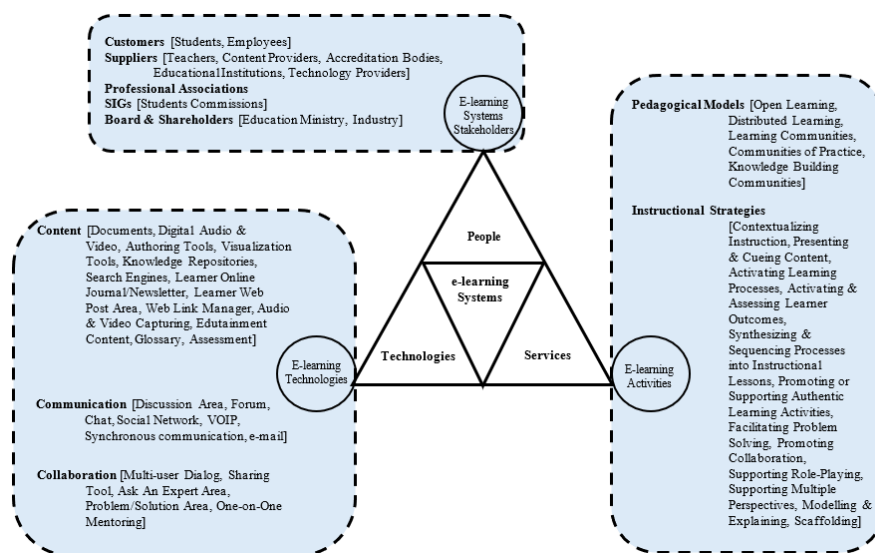 Customers [Students, Employees]
Suppliers [Teachers, Content Providers, Accreditation Bodies,
Educational Institutions, Technology Providers]
Professional Associations
SIGs [Students Commissions]
Board & Shareholders [Education Ministry, Industry]
E-learning
Systems
Stakeholders
Pedagogical Models [Open Learning,
Distributed Learning,
Learning Communities,
Communities of Practice,
Knowledge Building
Communities]
Instructional Strategies
[Contextualizing
Instruction, Presenting
& Cueing Content,
Activating Learning
Processes, Activating &
Assessing Learner
Outcomes,
Synthesizing &
Sequencing Processes
into Instructional
Lessons, Promoting or
Supporting Authentic
Learning Activities,
Facilitating Problem
Solving, Promoting
Collaboration,
Supporting Role-Playing,
Supporting Multiple
Perspectives, Modelling &
Explaining, Scaffolding]
Content [Documents, Digital Audio &
Video, Authoring Tools, Visualization
Tools, Knowledge Repositories,
Search Engines, Learner Online
Journal/Newsletter, Learner Web
Post Area, Web Link Manager, Audio
& Video Capturing, Edutainment
Content, Glossary, Assessment]
Communication [Discussion Area, Forum,
Chat, Social Network, VOIP,
Synchronous communication, e-mail]
Collaboration [Multi-user Dialog, Sharing
Tool, Ask An Expert Area,
Problem/Solution Area, One-on-One
Mentoring]
People
e-learning
Systems
Technologies
Services
E-learning
Technologies
E-learning
Activities